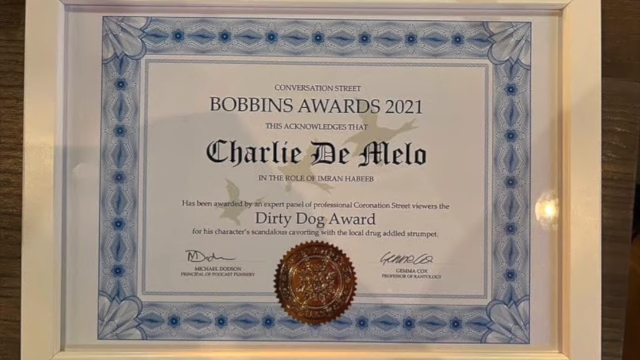 CONVERSATION STREET
BOBBINS AWARDS 2021
THIS ACKNOWLEDGES THAT
Charlie De Melo
IN THE ROLE OF IMRAN HABEEB
Has been awarded by an expert panel of professional Coronation Street viewers the
Dirty Dog Award
for his character's scandalous cavorting with the local drug addled strumpet.
MICHAEL DODSON
PRINCIPAL OF PODCAST PUNNERY
GEMMA COX
PROFESSOR OF RANTOLOGY